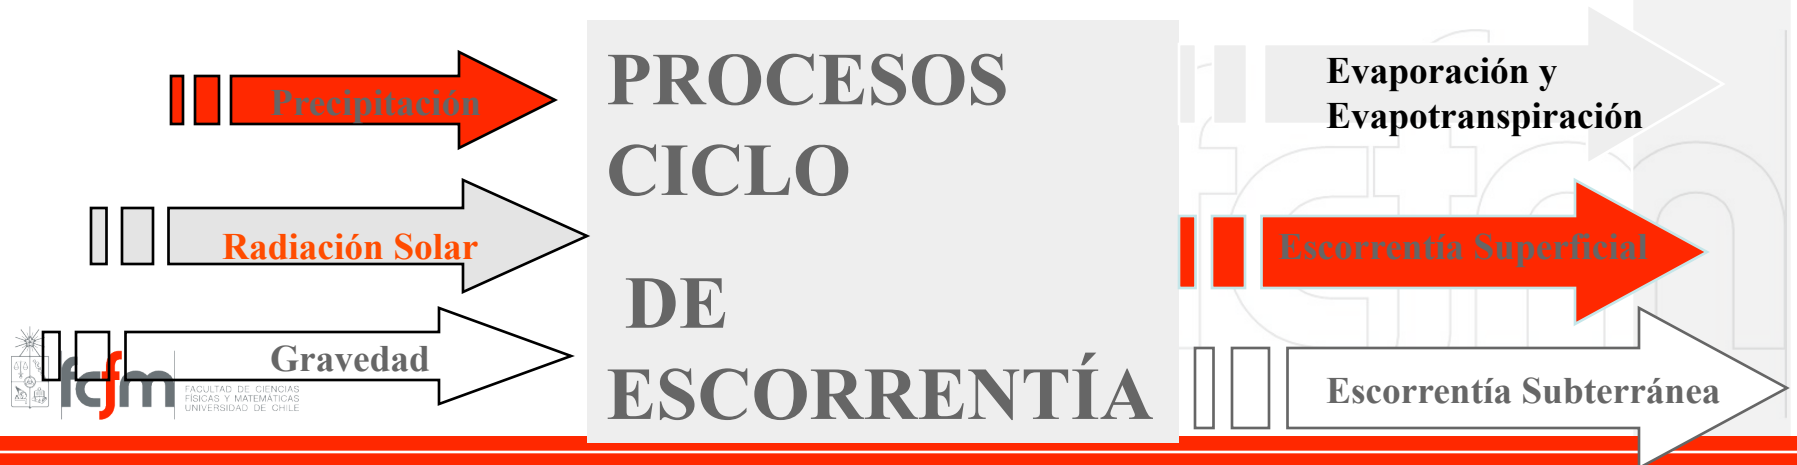 Precipitación
Radiación Solar
Gravedad
fcfm
FACULTAD DE CIENCIAS
FÍSICAS Y MATEMÁTICAS
UNIVERSIDAD DE CHILE
PROCESOS
CICLO
DE
ESCORRENTÍA
Evaporación y
Evapotranspiración
Escorrentía Superficial
Escorrentía Subterránea